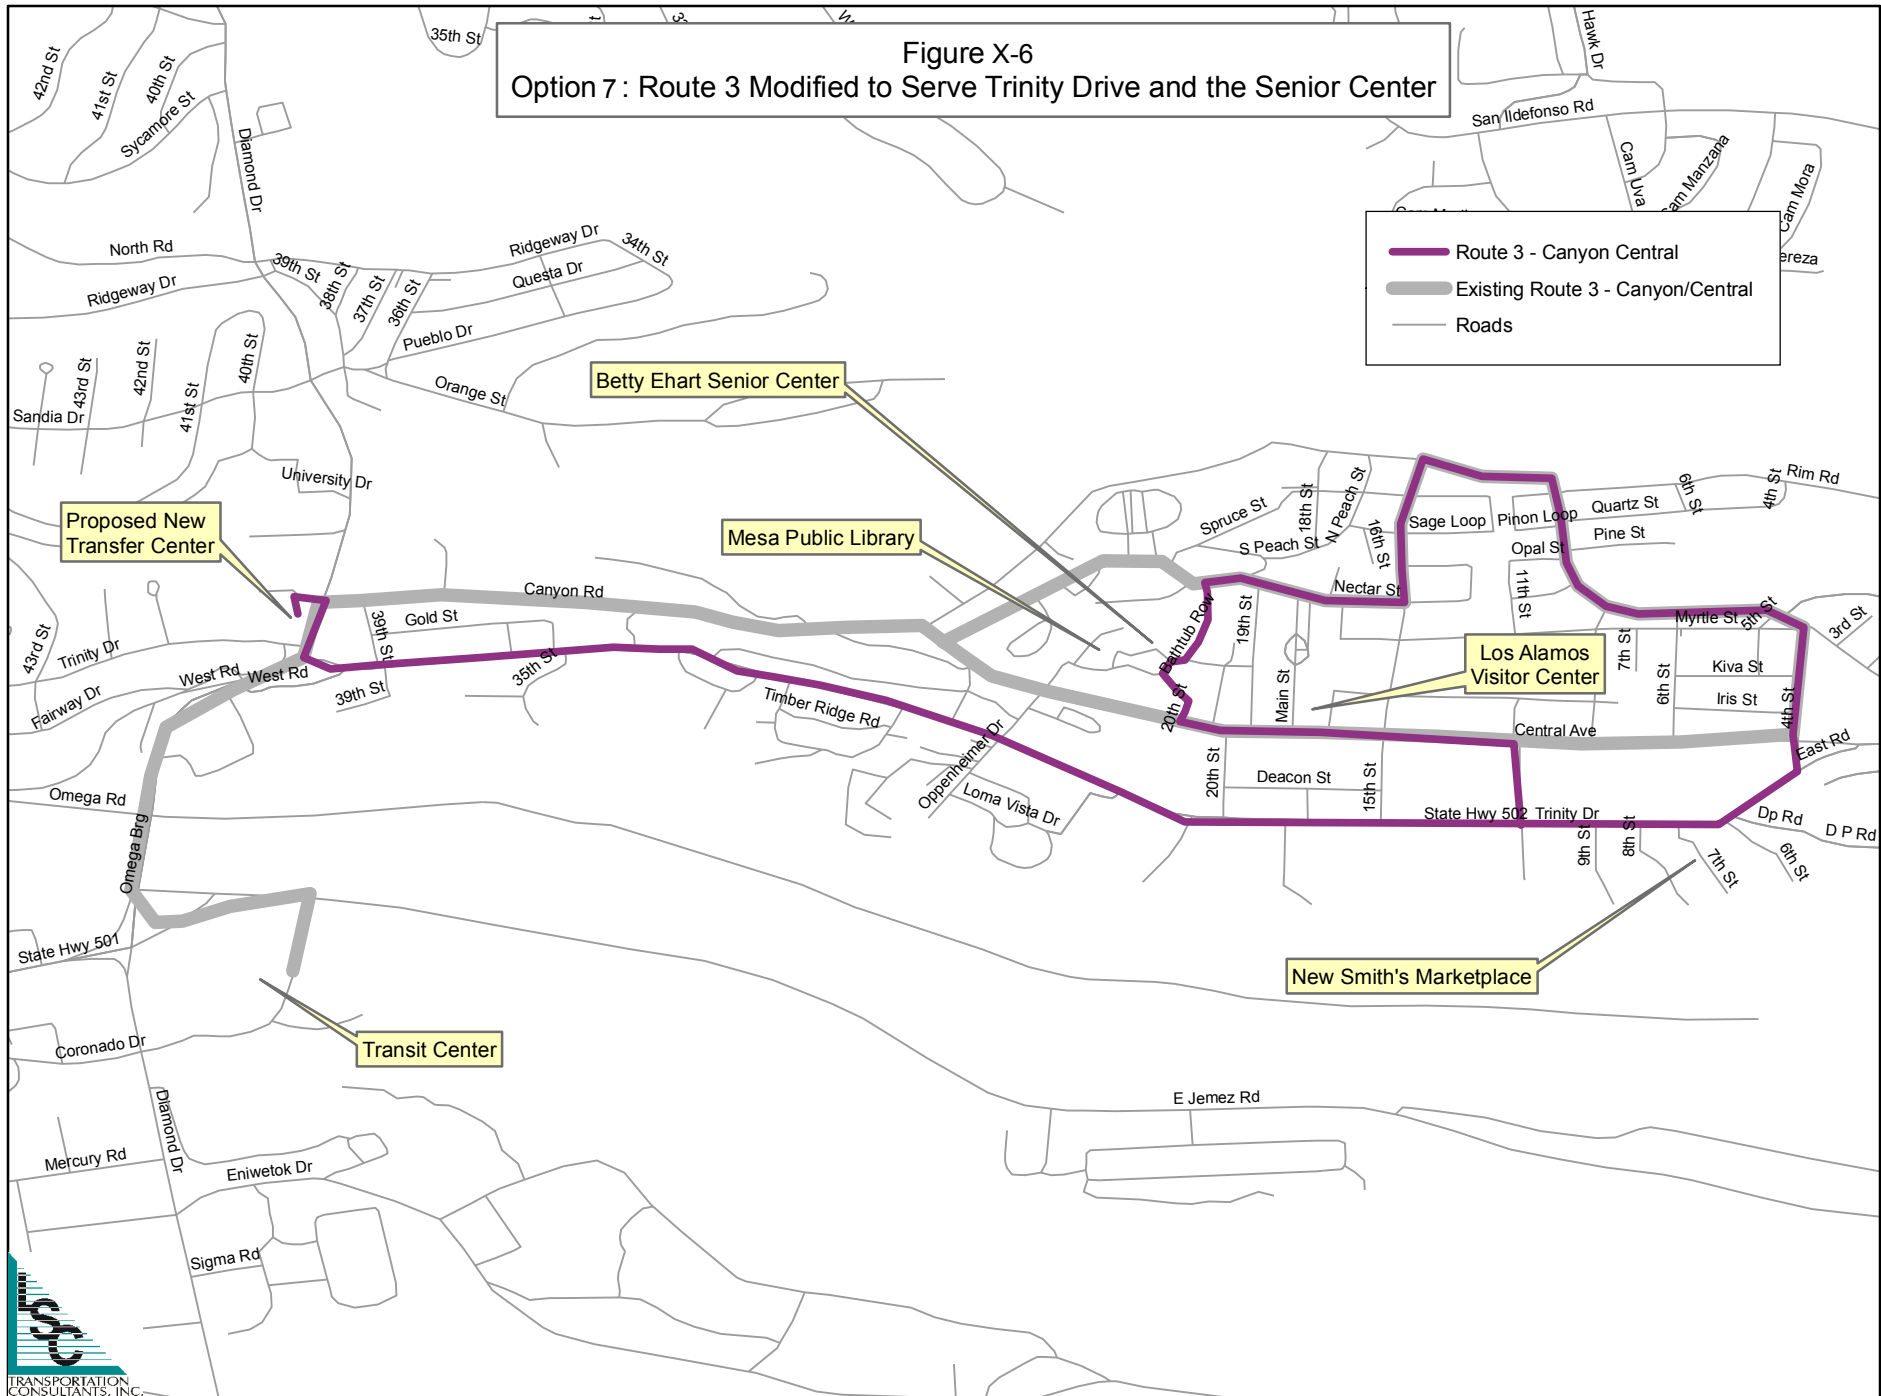 Figure X-6
Option 7 : Route 3 Modified to Serve Trinity Drive and the Senior Center
Route 3 - Canyon Central
Existing Route 3 - Canyon/Central
Roads
35th St
42nd St
41st St
40th St
Sycamore St
Diamond Dr
Hawk Dr
San Ildefonso Rd
Cam Uva
Cam Manzana
Cam Mora
North Rd
Ridgeway Dr
39th St
38th St
37th St
36th St
Ridgeway Dr
34th St
Questa Dr
Pueblo Dr
Orange St
Sandia Dr
43rd St
42nd St
41st St
40th St
University Dr
Betty Ehart Senior Center
Proposed New
Transfer Center
Mesa Public Library
Spruce St
18th St
N Peach St
S Peach St
16th St
Sage Loop
Pinon Loop
Quartz St
6th St
4th St
Rim Rd
Pine St
Opal St
11th St
Nectar St
Canyon Rd
Gold St
39th St
39th St
35th St
Bathtub Row
19th St
Myrtle St
5th St
3rd St
7th St
6th St
Kiva St
Iris St
4th St
Los Alamos
Visitor Center
43rd St
Trinity Dr
Fairway Dr
West Rd
West Rd
Timber Ridge Rd
20th St
Main St
Central Ave
East Rd
Oppenheimer Dr
Loma Vista Dr
20th St
Deacon St
15th St
State Hwy 502
Trinity Dr
Dp Rd
D P Rd
9th St
8th St
7th St
6th St
Omega Rd
Omega Brg
State Hwy 501
New Smith's Marketplace
Transit Center
Coronado Dr
Diamond Dr
E Jemez Rd
Mercury Rd
Eniwetok Dr
Sigma Rd
LSC
TRANSPORTATION
CONSULTANTS, INC.